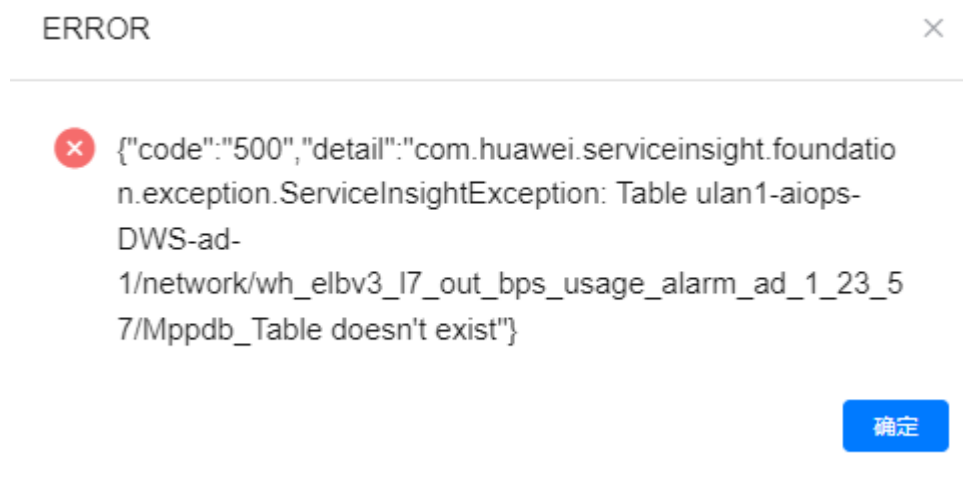 ERROR
{"code":"500","detail":"com.huawei.serviceinsight.foundatio
n.exception.ServiceInsightException: Table ulan1-aiops-
DWS-ad-
1/network/wh_elbv3_l7_out_bps_usage_alarm_ad_1_23_5
7/Mppdb_Table doesn't exist"}
确定